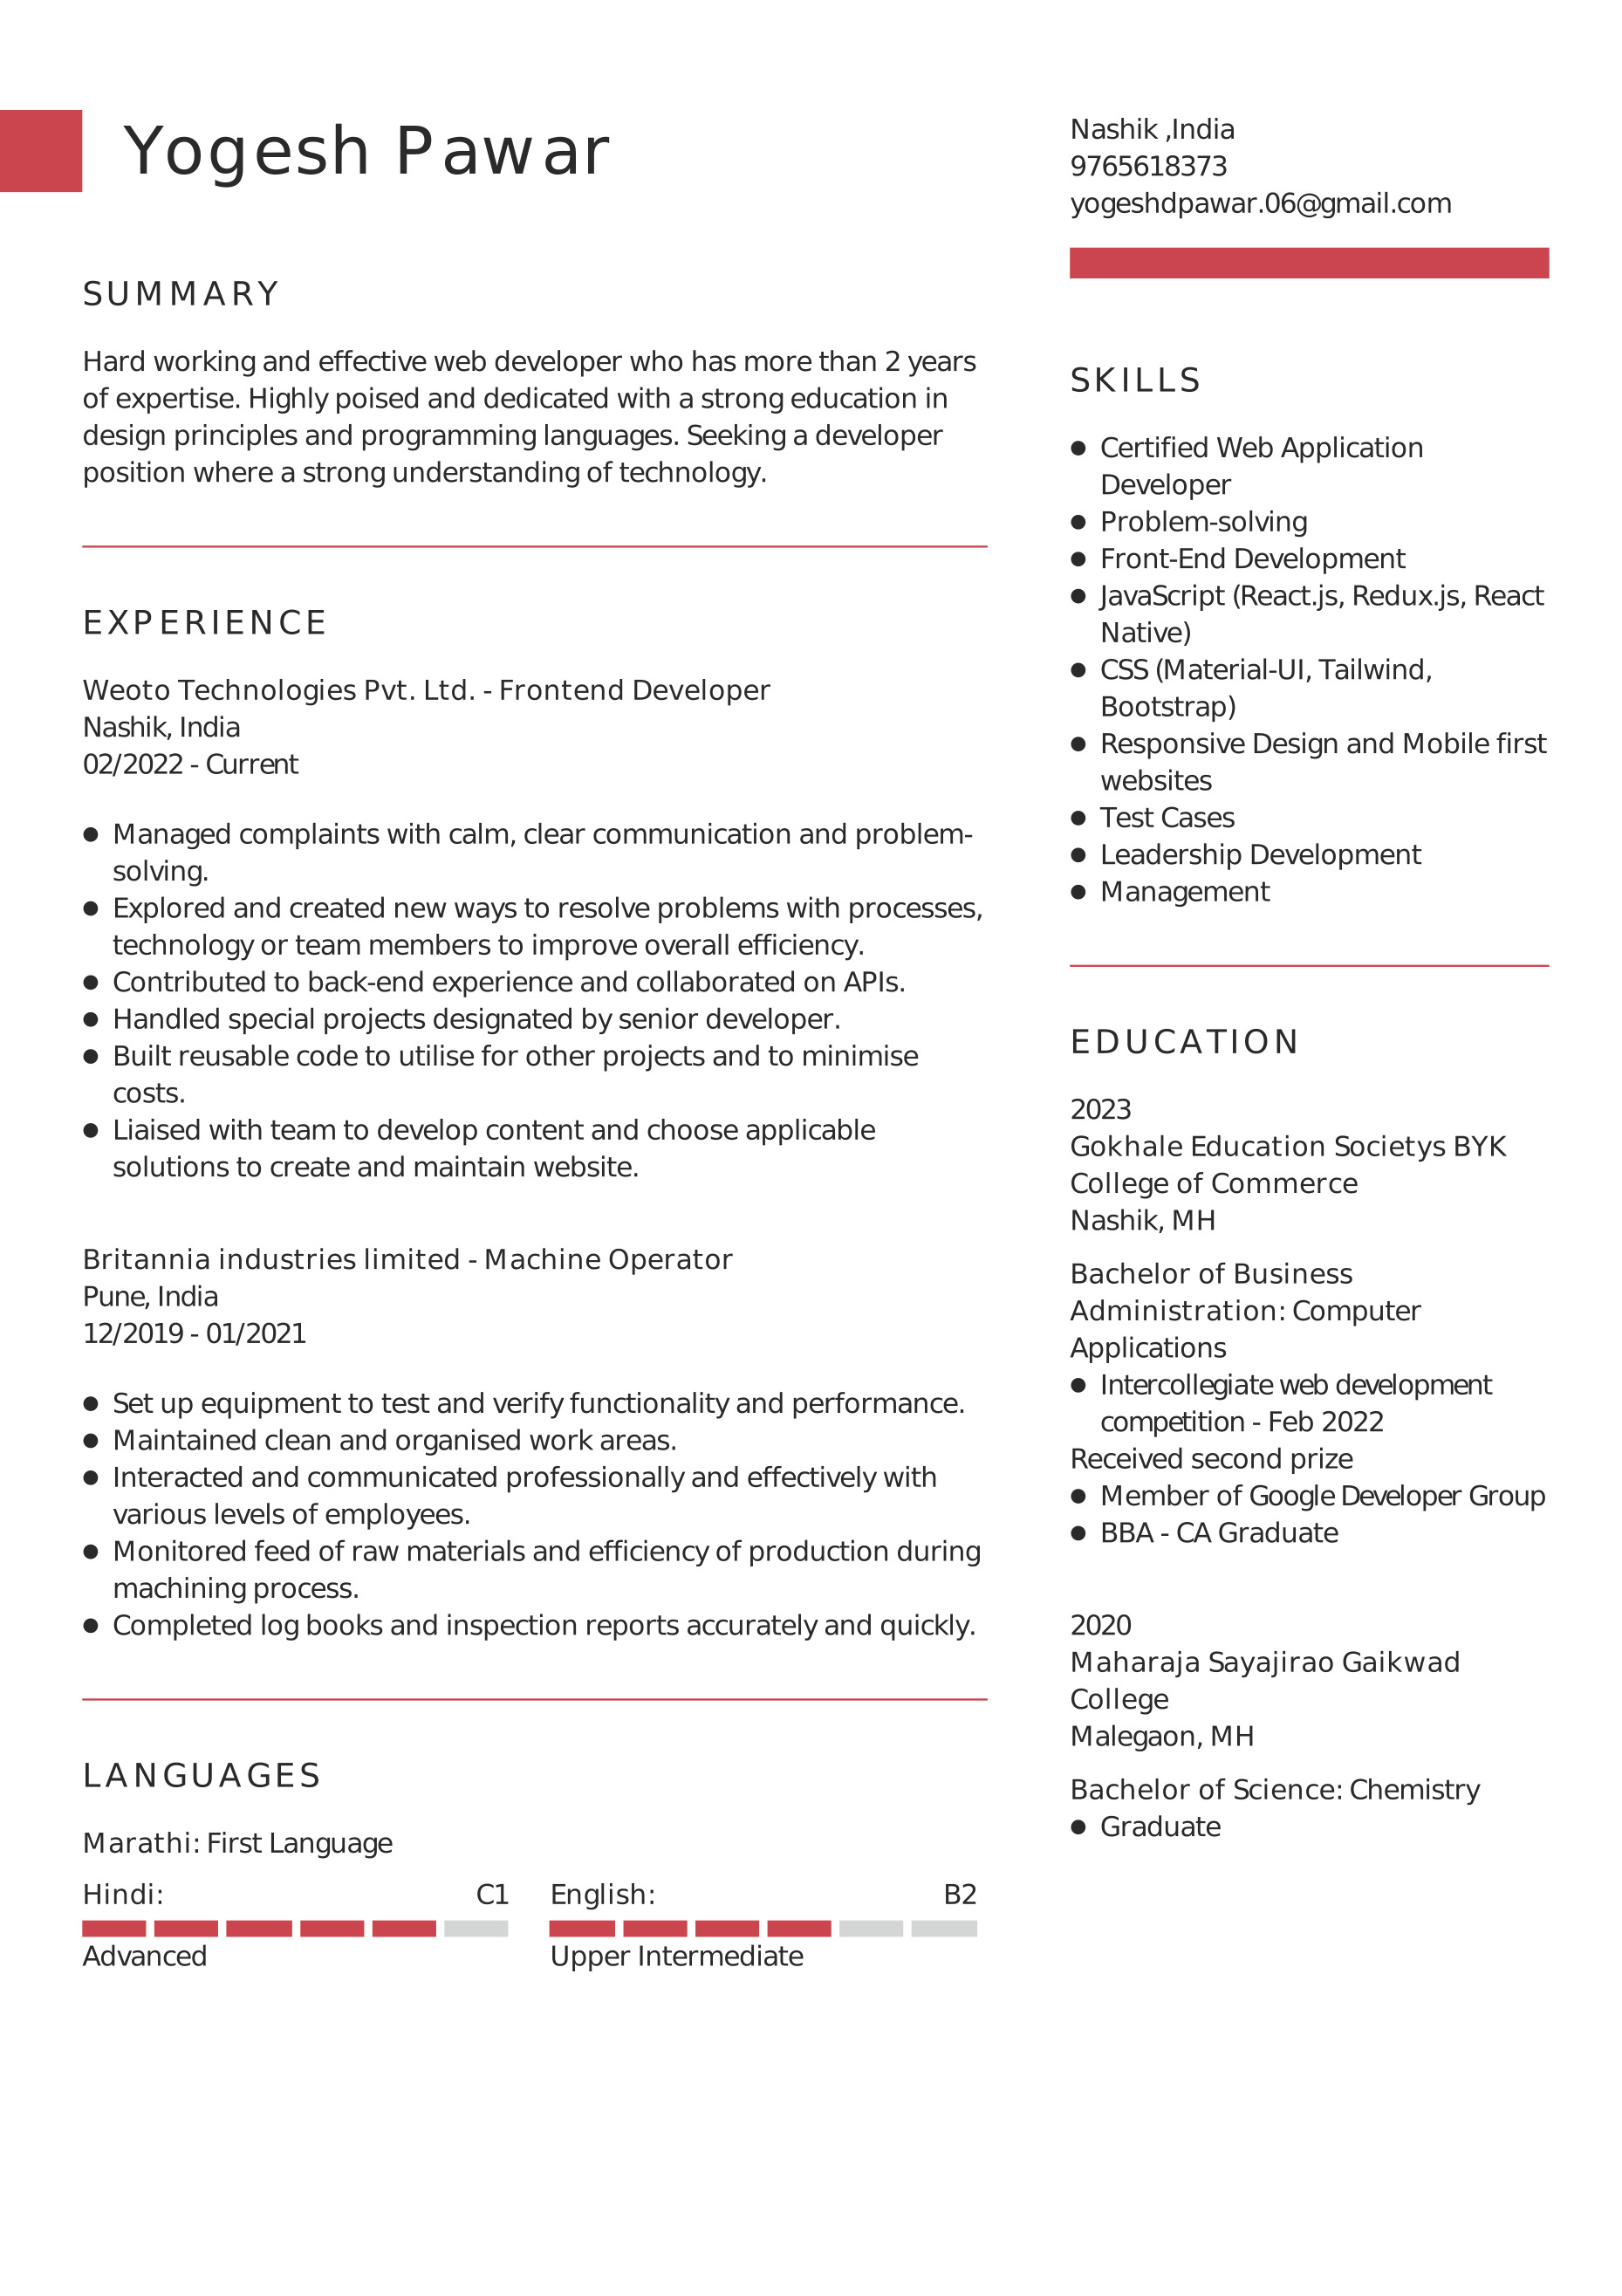 Yogesh Pawar
SUMMARY
Hard working and effective web developer who has more than 2 years
of expertise. Highly poised and dedicated with a strong education in
design principles and programming languages. Seeking a developer
position where a strong understanding of technology.
EXPERIENCE
Weoto Technologies Pvt. Ltd. - Frontend Developer
Nashik, India
02/2022 - Current
● Managed complaints with calm, clear communication and problem-
solving.
● Explored and created new ways to resolve problems with processes,
technology or team members to improve overall efficiency.
● Contributed to back-end experience and collaborated on APIs.
● Handled special projects designated by senior developer.
● Built reusable code to utilise for other projects and to minimise
costs.
● Liaised with team to develop content and choose applicable
solutions to create and maintain website.
Britannia industries limited - Machine Operator
Pune, India
12/2019 - 01/2021
● Set up equipment to test and verify functionality and performance.
● Maintained clean and organised work areas.
● Interacted and communicated professionally and effectively with
various levels of employees.
● Monitored feed of raw materials and efficiency of production during
machining process.
● Completed log books and inspection reports accurately and quickly.
LANGUAGES
Marathi: First Language
Hindi: C1
Advanced
English: B2
Upper Intermediate
Nashik ,India
9765618373
yogeshdpawar.06@gmail.com
SKILLS
● Certified Web Application
Developer
● Problem-solving
● Front-End Development
● JavaScript (React.js, Redux.js, React
Native)
● CSS (Material-UI, Tailwind,
Bootstrap)
● Responsive Design and Mobile first
websites
● Test Cases
● Leadership Development
● Management
EDUCATION
2023
Gokhale Education Societys BYK
College of Commerce
Nashik, MH
Bachelor of Business
Administration: Computer
Applications
● Intercollegiate web development
competition - Feb 2022
Received second prize
● Member of Google Developer Group
● BBA - CA Graduate
2020
Maharaja Sayajirao Gaikwad
College
Malegaon, MH
Bachelor of Science: Chemistry
● Graduate